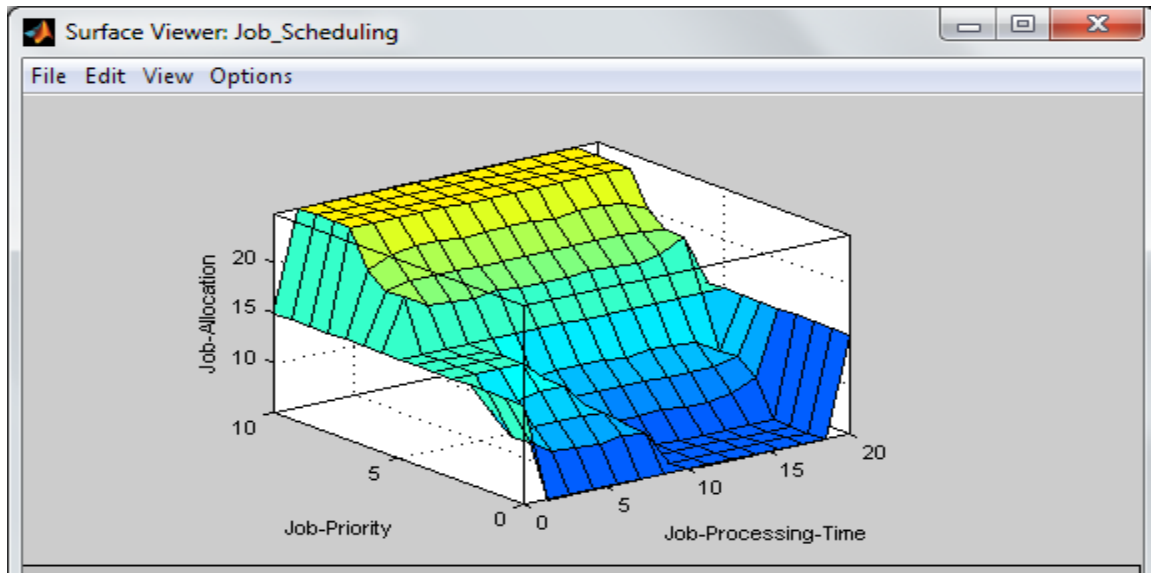 Surface Viewer: Job_Scheduling
File Edit View Options
20
15
10
Job-Allocation
10
5
0
Job-Priority
0
5
10
15
20
Job-Processing-Time